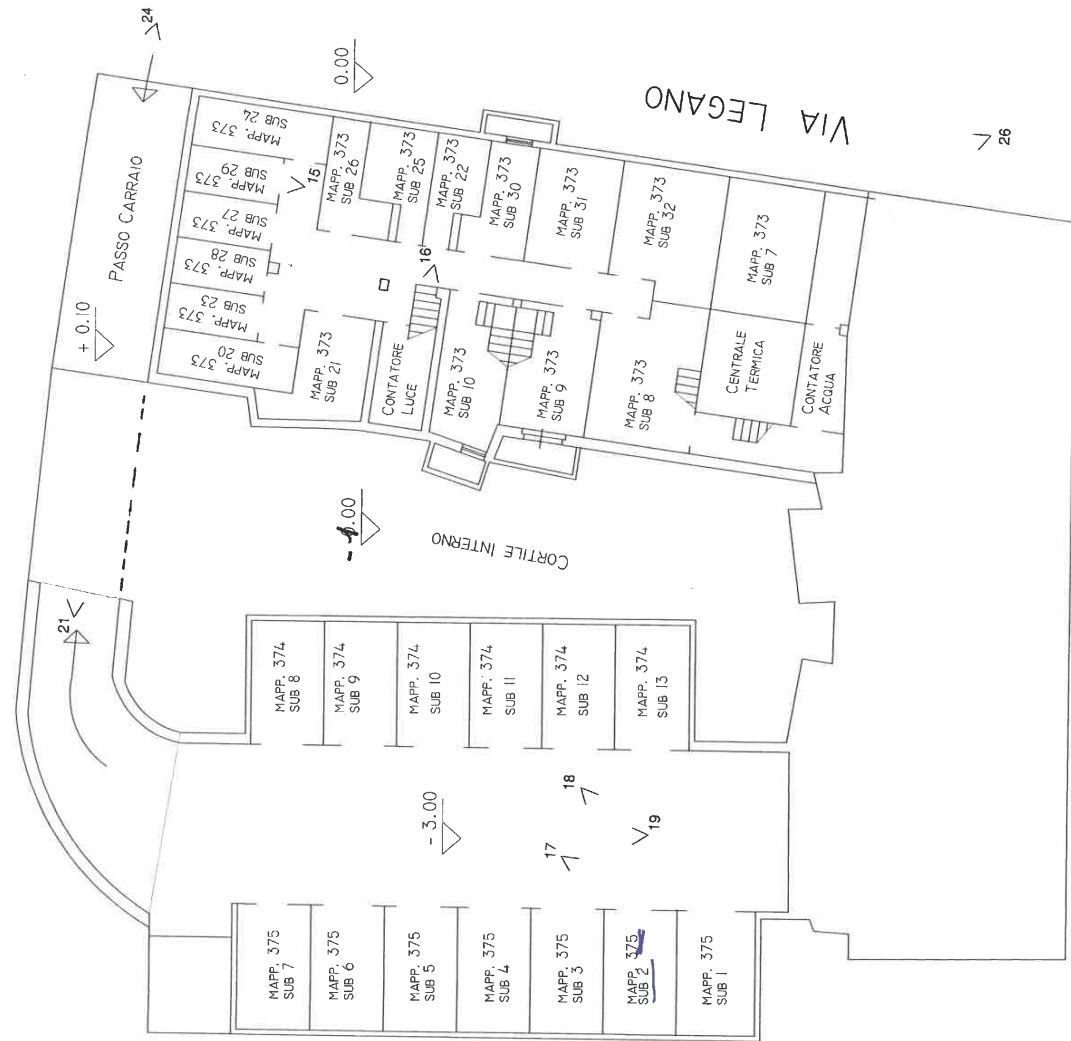 24
0.00
VIA LEGANO
26
PASSO CARRAIO
+ 0.10
MAPP. 373
SUB 24
MAPP. 373
SUB 29
MAPP. 373
SUB 27
MAPP. 373
SUB 28
MAPP. 373
SUB 23
MAPP. 373
SUB 20
15
MAPP. 373
SUB 26
MAPP. 373
SUB 25
MAPP. 373
SUB 22
MAPP. 373
SUB 30
MAPP. 373
SUB 31
MAPP. 373
SUB 32
MAPP. 373
SUB 7
16
MAPP. 373
SUB 21
CONTATORE
LUCE
MAPP. 373
SUB 10
MAPP. 373
SUB 9
MAPP. 373
SUB 8
CENTRALE
TERMICA
CONTATORE
ACQUA
CORTILE INTERNO
21
MAPP. 374
SUB 8
MAPP. 374
SUB 9
MAPP. 374
SUB 10
MAPP. 374
SUB 11
MAPP. 374
SUB 12
MAPP. 374
SUB 13
- 3.00
18
17
19
MAPP. 375
SUB 7
MAPP. 375
SUB 6
MAPP. 375
SUB 5
MAPP. 375
SUB 4
MAPP. 375
SUB 3
MAPP. 375
SUB 2
MAPP. 375
SUB 1